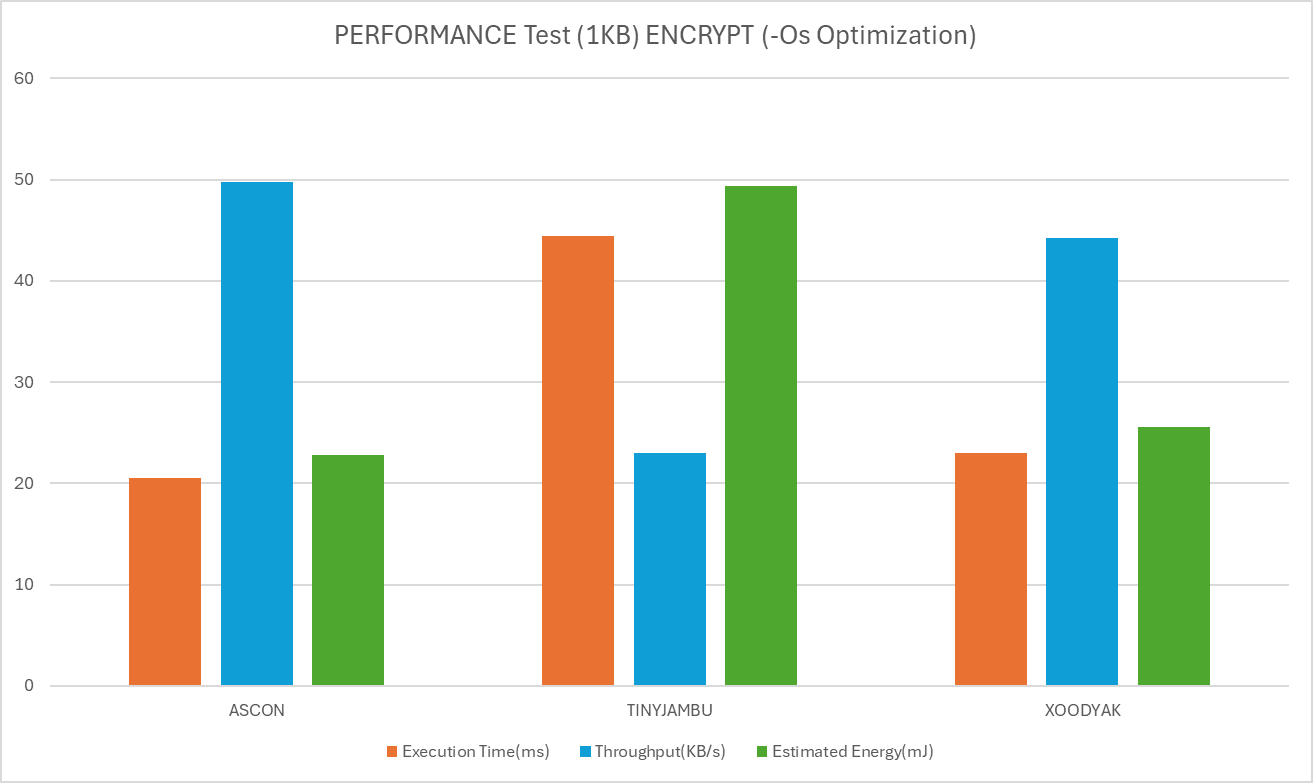 PERFORMANCE Test (1KB) ENCRYPT (-Os Optimization)
60
50
40
30
20
10
0
ASCON TINYJAMBU XOODYAK
Execution Time(ms) Throughput(KB/s) Estimated Energy(mJ)